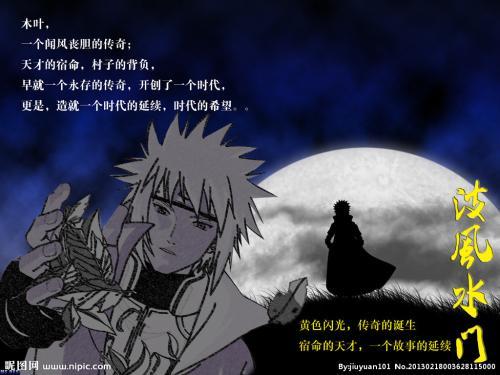 木叶，
一个闻风丧胆的传奇；
天才的宿命，村子的背负，
早就一个永存的传奇，开创了一个时代，
更是，造就一个时代的延续，时代的希望。。
波风水门
黄色闪光，传奇的诞生
宿命的天才，一个故事的延续
昵图网 www.nipic.com
By:jiuyuan101 No.20130218003628115000